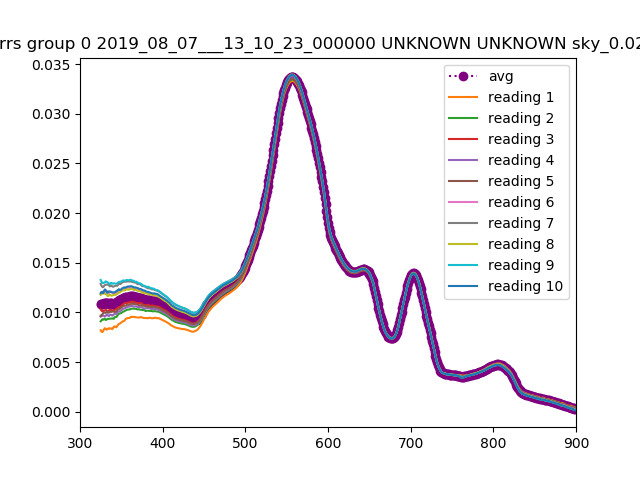 rrs group 0 2019_08_07___13_10_23_000000 UNKNOWN UNKNOWN sky_0.02
0.035
0.030
0.025
0.020
0.015
0.010
0.005
0.000
300 400 500 600 700 800 900
avg
reading 1
reading 2
reading 3
reading 4
reading 5
reading 6
reading 7
reading 8
reading 9
reading 10